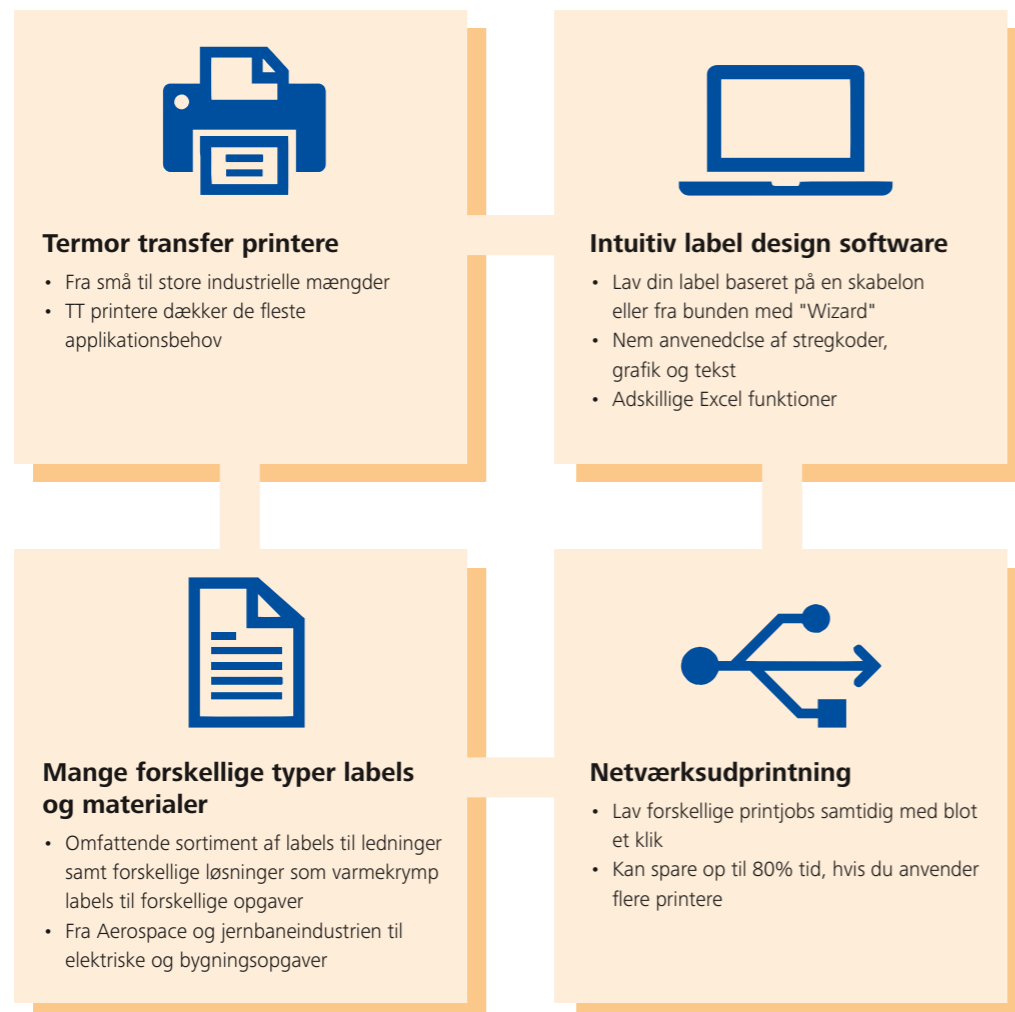 Termor transfer printere
• Fra små til store industrielle mængder
• TT printere dækker de fleste
applikationsbehov
Intuitiv label design software
• Lav din label baseret på en skabelon
eller fra bunden med "Wizard"
• Nem anvenedclse af stregkoder,
grafik og tekst
• Adskillige Excel funktioner
Mange forskellige typer labels
og materialer
• Omfattende sortiment af labels til ledninger
samt forskellige løsninger som varmekrymp
labels til forskellige opgaver
• Fra Aerospace og jernbaneindustrien til
elektriske og bygningsopgaver
Netværksudprintning
• Lav forskellige printjobs samtidig med blot
et klik
• Kan spare op til 80% tid, hvis du anvender
flere printere